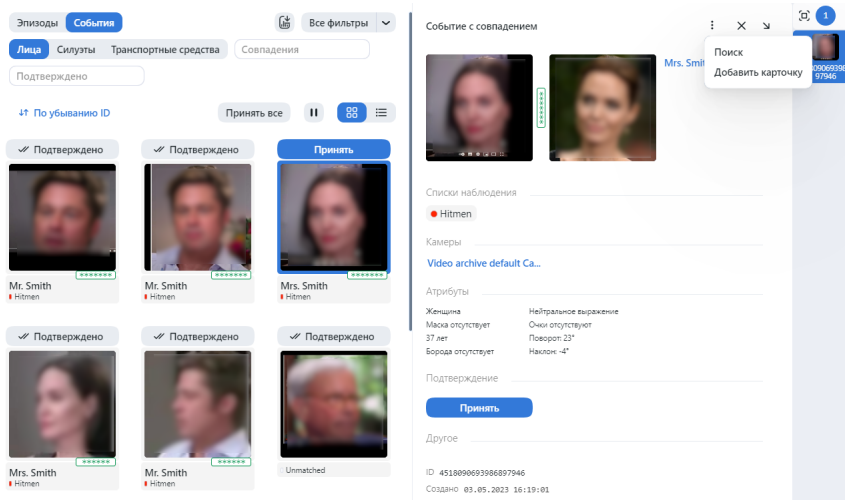 Эпизоды События Все фильтры
Лица Силуэты Транспортные средства Совпадения
Подтверждено
По убыванию ID Принять все
Подтверждено Подтверждено Принять
******* ******* *******
Mr. Smith Mr. Smith Mrs. Smith
Hitmen Hitmen Hitmen
Подтверждено Подтверждено Подтверждено
****** *******
Mrs. Smith Mr. Smith Unmatched
Hitmen Hitmen
Событие с совпадением
Mrs. Smi
Поиск
Добавить карточку
*******
Списки наблюдения
Hitmen
Камеры
Video archive default Ca...
Атрибуты
Женщина Нейтральное выражение
Маска отсутствует Очки отсутствуют
37 лет Поворот: 23°
Борода отсутствует Наклон: -4°
Подтверждение
Принять
Другое
ID 4518090693986897946
Создано 03.05.2023 16:19:01
1
97946